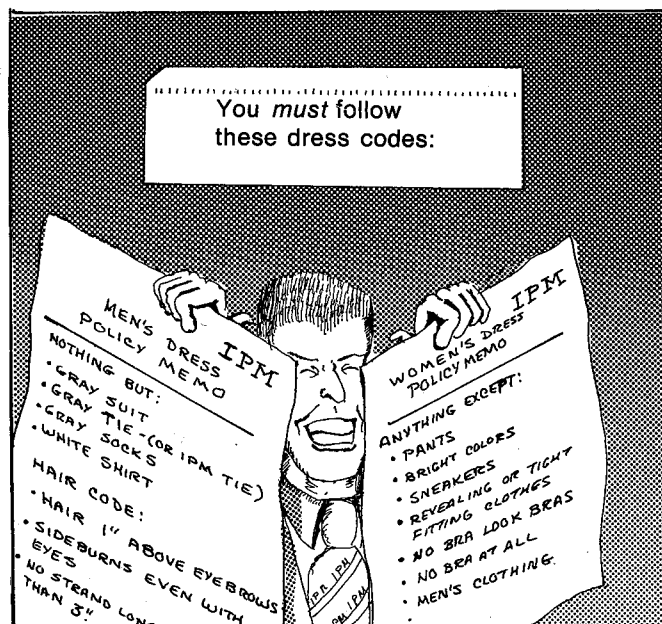 You must follow
these dress codes:
IPM
MEN'S DRESS
POLICY MEMO
NOTHING BUT:
• GRAY SUIT
• GRAY TIE - (OR IPM TIE)
• GRAY SOCKS
• WHITE SHIRT
HAIR CODE:
• HAIR 1" ABOVE EYEBROWS
• SIDEBURNS EVEN WITH
EYES
• NO STRAND
THAN 3"
IPM
WOMEN'S DRESS
POLICY MEMO
ANYTHING EXCEPT:
• PANTS
• BRIGHT COLORS
• SNEAKERS
• REVEALING OR TIGHT
FITTING CLOTHES
• NO BRA LOOK BRAS
• NO BRA AT ALL
• MEN'S CLOTHING
IPM IPM
IPM